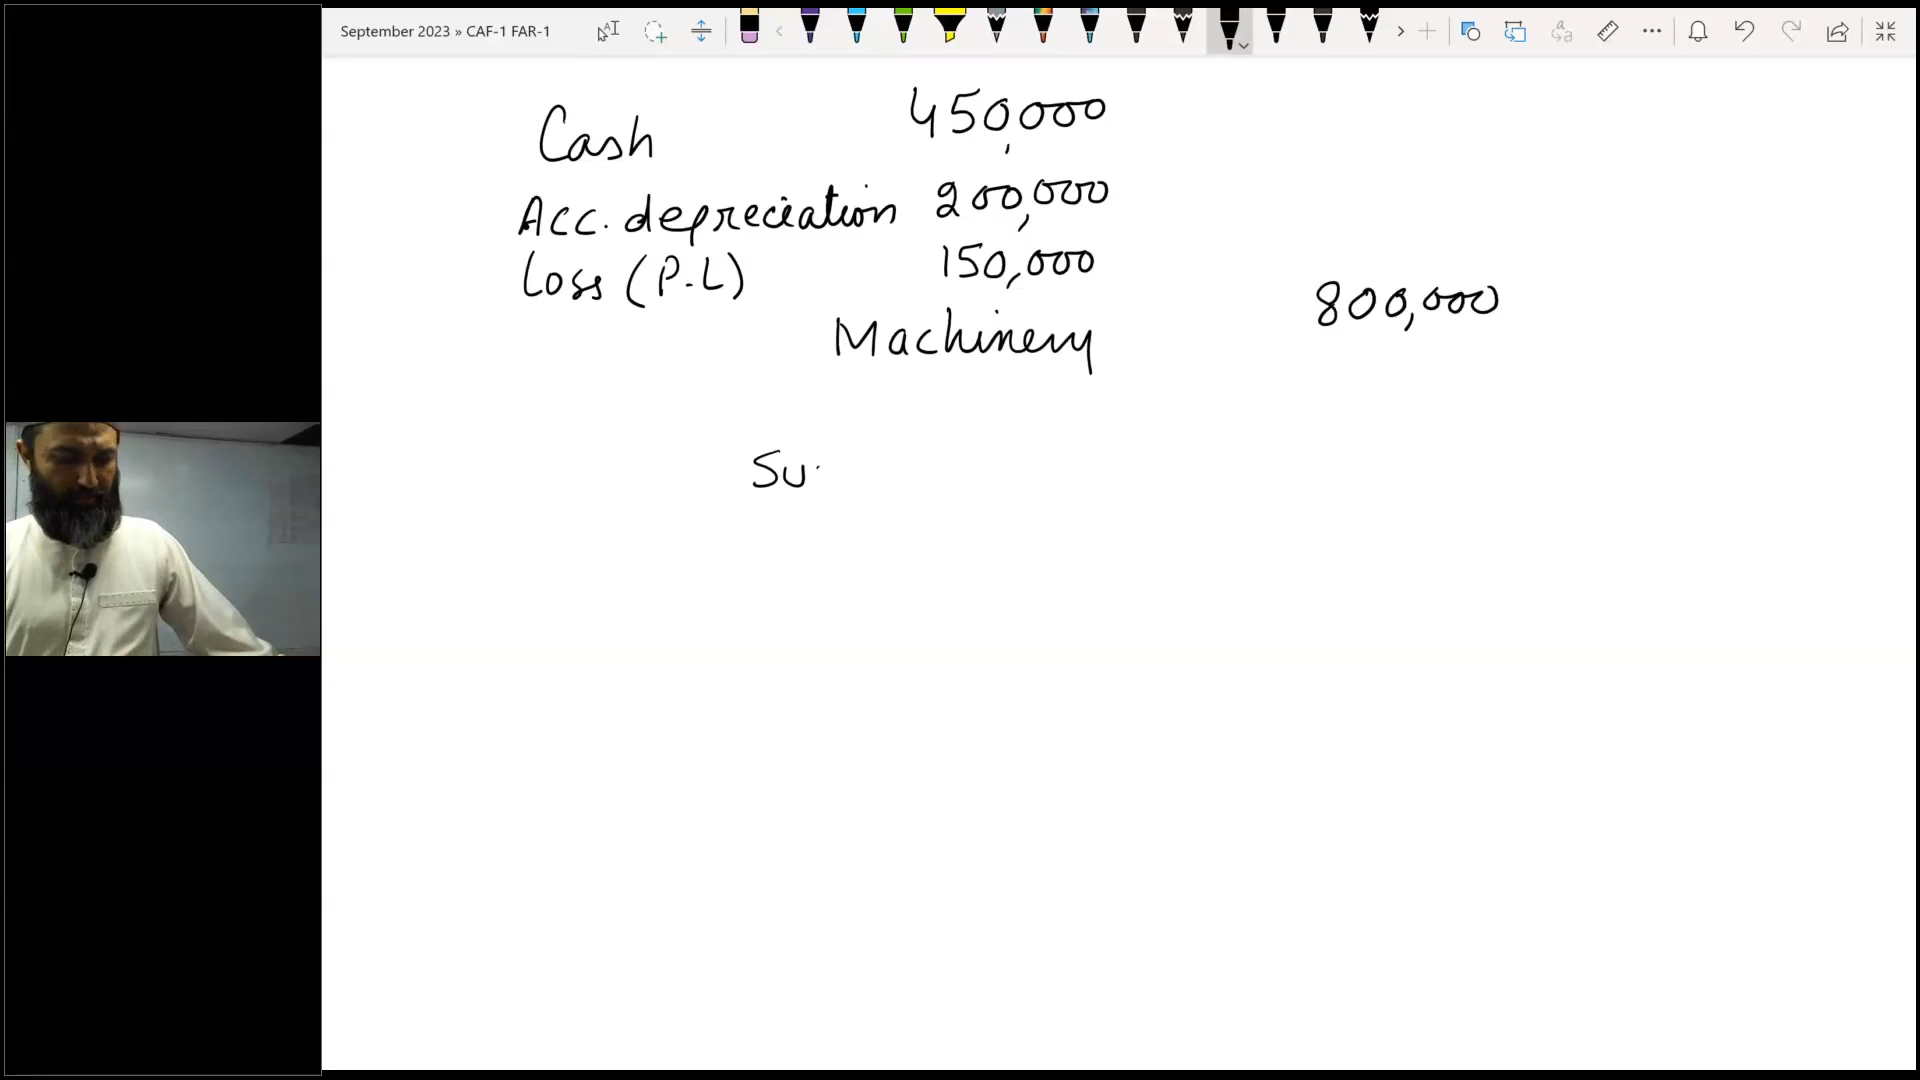 September 2023 » CAF-1 FAR-1
Cash 450,000
Acc. depreciation 200,000
Loss (P.L) 150,000
Machinery 800,000
Su